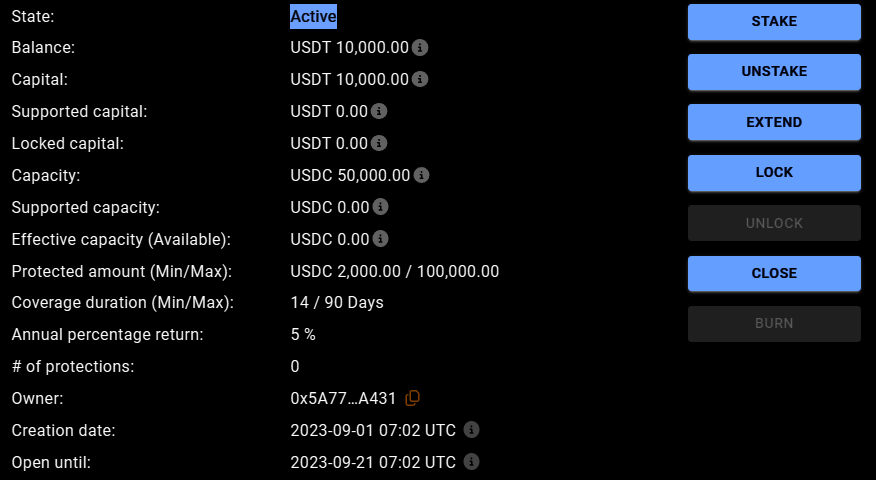 State: Active
Balance: USDT 10,000.00
Capital: USDT 10,000.00
Supported capital: USDT 0.00
Locked capital: USDT 0.00
Capacity: USDC 50,000.00
Supported capacity: USDC 0.00
Effective capacity (Available): USDC 0.00
Protected amount (Min/Max): USDC 2,000.00 / 100,000.00
Coverage duration (Min/Max): 14 / 90 Days
Annual percentage return: 5 %
# of protections: 0
Owner: 0x5A77…A431
Creation date: 2023-09-01 07:02 UTC
Open until: 2023-09-21 07:02 UTC
STAKE
UNSTAKE
EXTEND
LOCK
UNLOCK
CLOSE
BURN